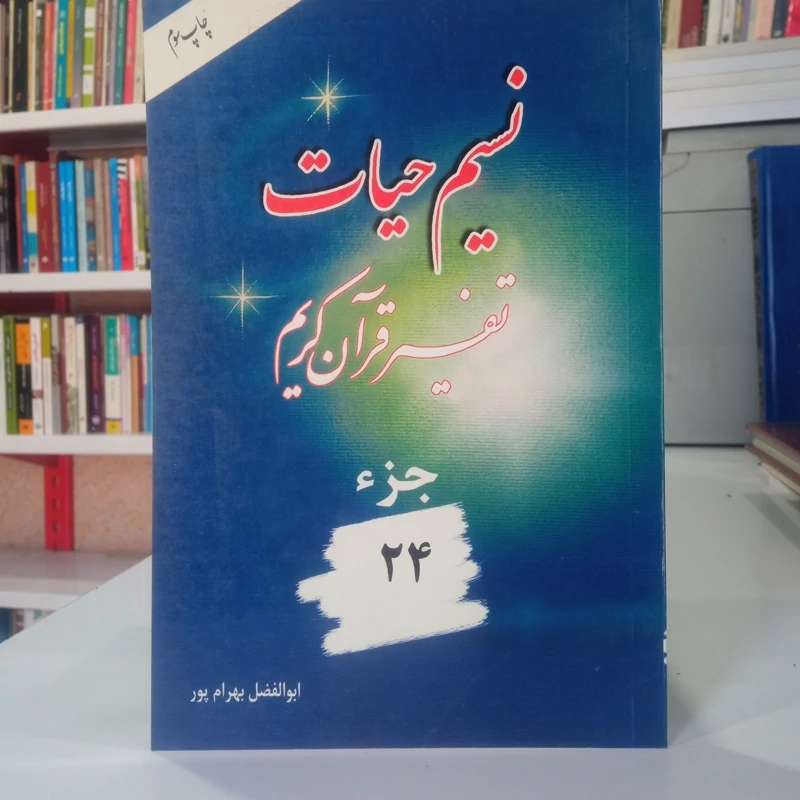 چاپ سوم
نسیم حیات
تفسیر قرآن کریم
جزء
۲۴
ابوالفضل بهرام پور